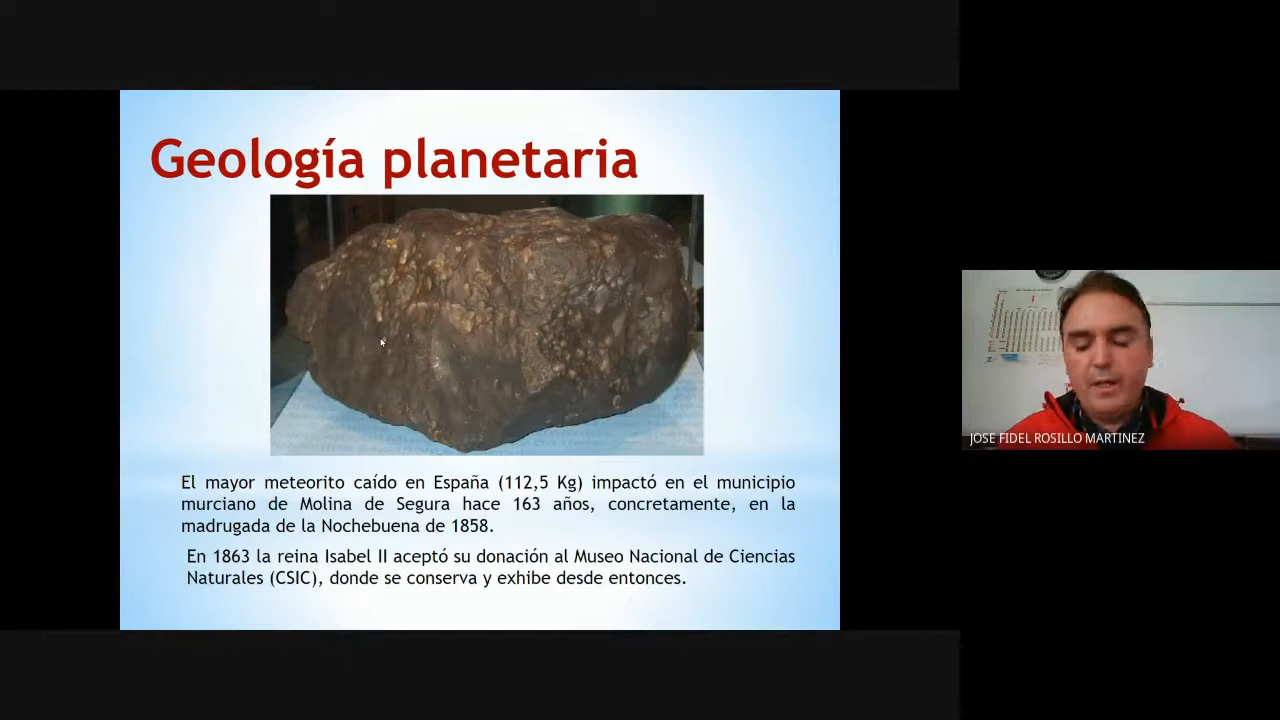 Geología planetaria
El mayor meteorito caído en España (112,5 Kg) impactó en el municipio
murciano de Molina de Segura hace 163 años, concretamente, en la
madrugada de la Nochebuena de 1858.
En 1863 la reina Isabel II aceptó su donación al Museo Nacional de Ciencias
Naturales (CSIC), donde se conserva y exhibe desde entonces.
JOSE FIDEL ROSILLO MARTINEZ